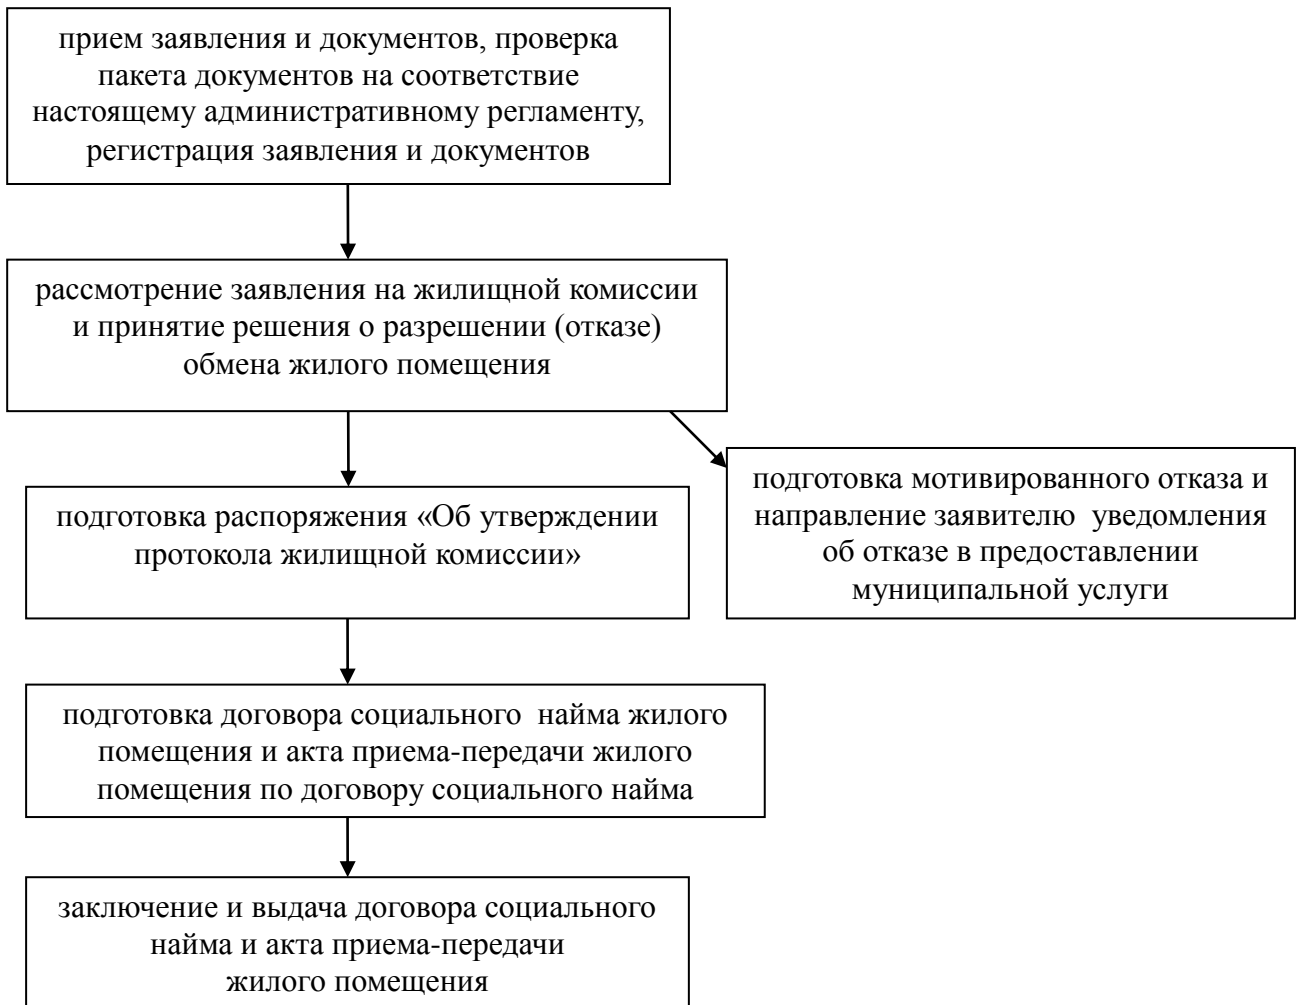 прием заявления и документов, проверка
пакета документов на соответствие
настоящему административному регламенту,
регистрация заявления и документов
рассмотрение заявления на жилищной комиссии
и принятие решения о разрешении (отказе)
обмена жилого помещения
подготовка мотивированного отказа и
направление заявителю уведомления
об отказе в предоставлении
муниципальной услуги
подготовка распоряжения «Об утверждении
протокола жилищной комиссии»
подготовка договора социального найма жилого
помещения и акта приема-передачи жилого
помещения по договору социального найма
заключение и выдача договора социального
найма и акта приема-передачи
жилого помещения